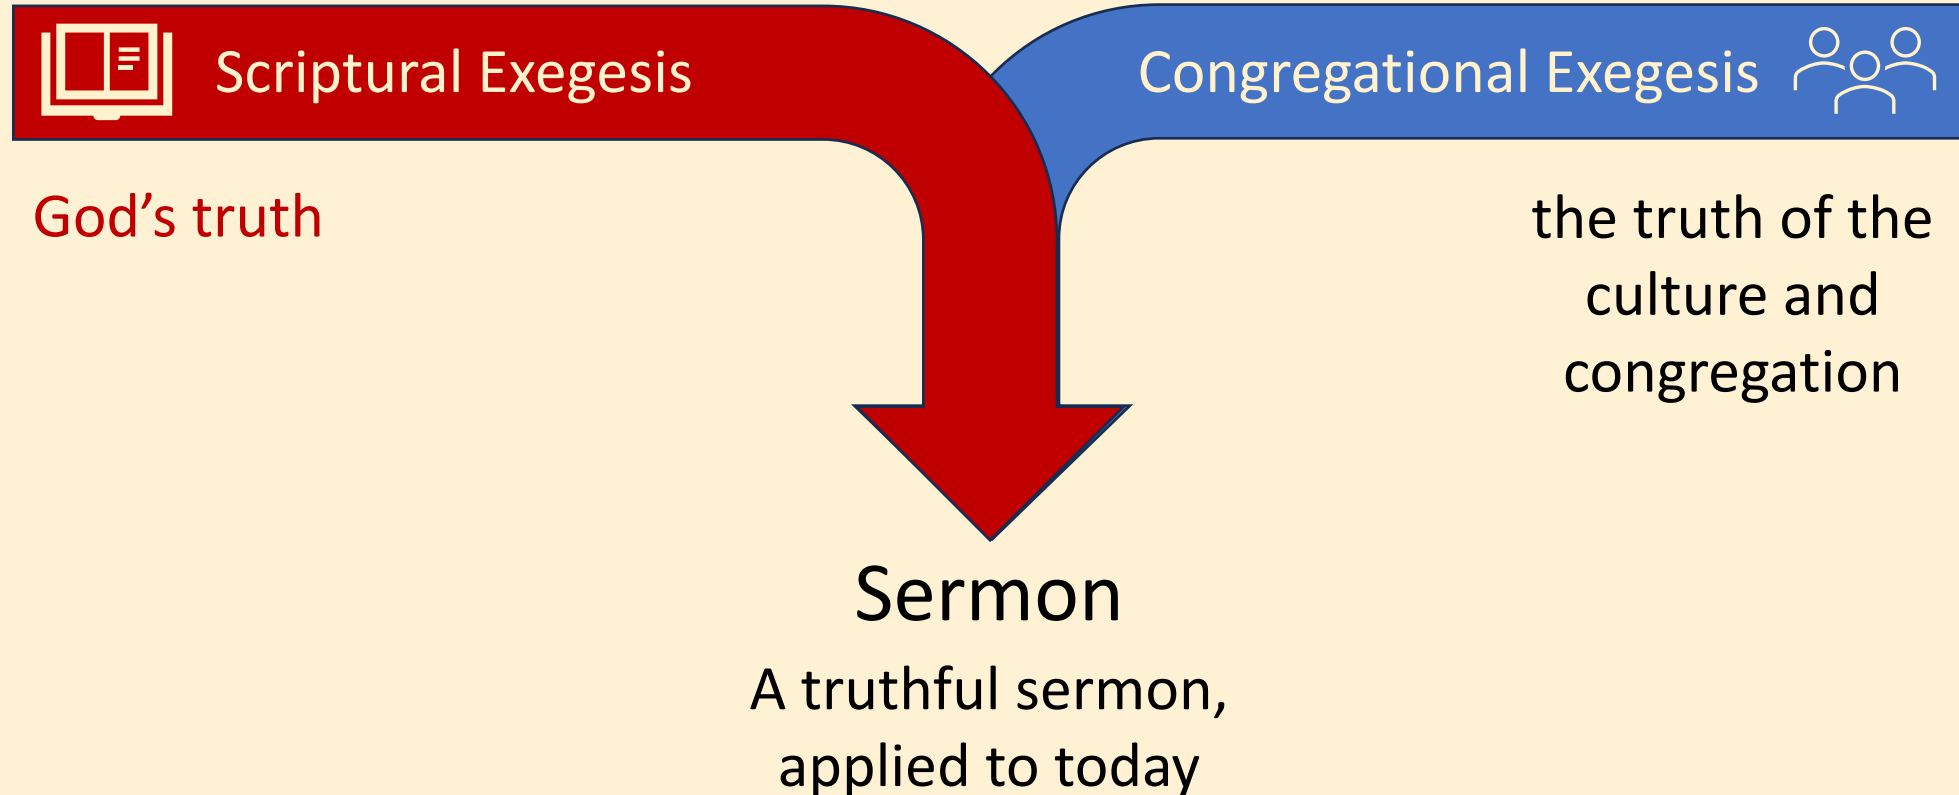 Scriptural Exegesis
Congregational Exegesis
God’s truth
the truth of the
culture and
congregation
Sermon
A truthful sermon,
applied to today